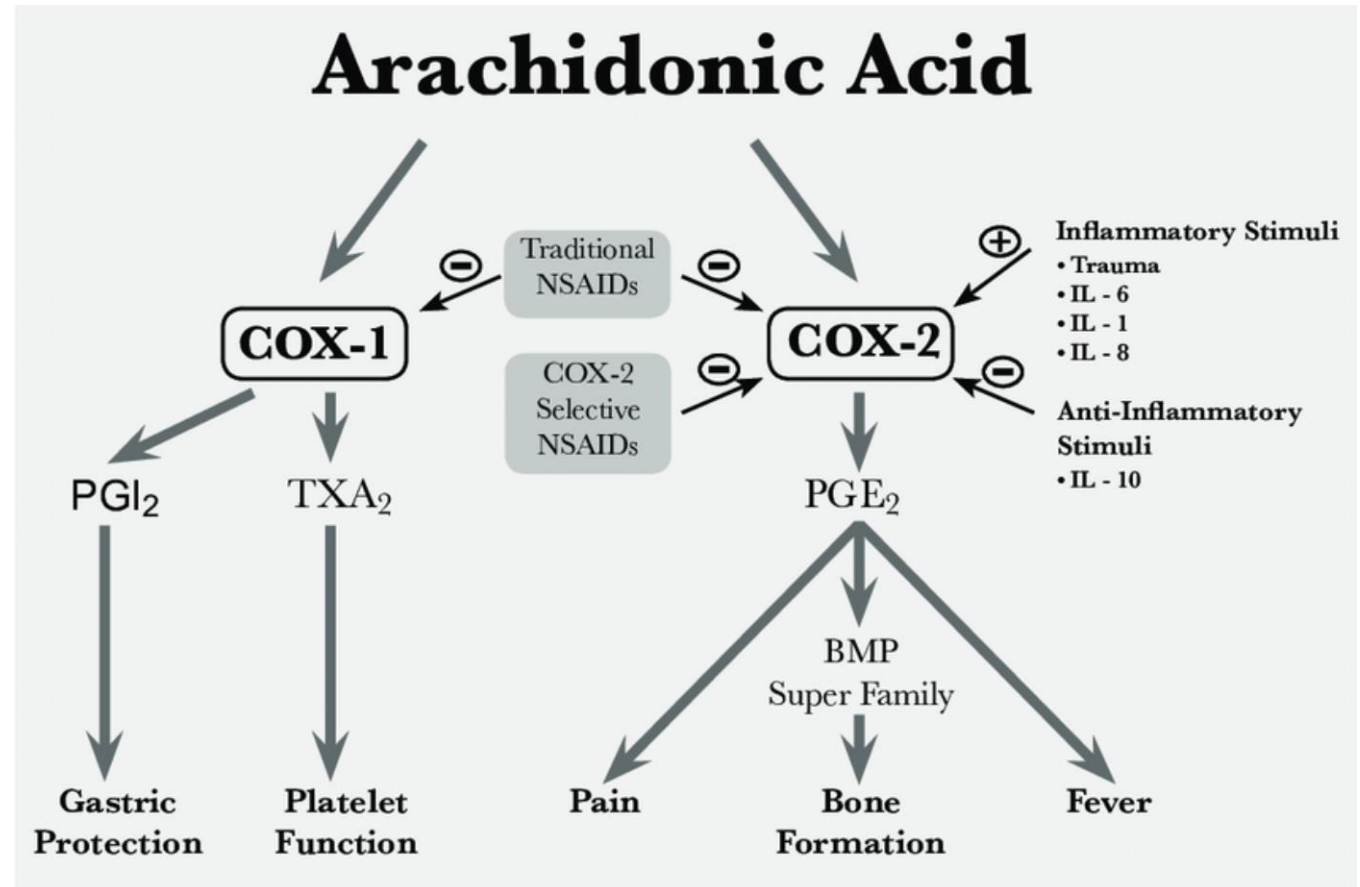 Arachidonic Acid
Traditional
NSAIDs
COX-1
COX-2
COX-2
Selective
NSAIDs
Inflammatory Stimuli
• Trauma
• IL - 6
• IL - 1
• IL - 8
Anti-Inflammatory
Stimuli
• IL - 10
PGI₂
TXA₂
PGE₂
BMP
Super Family
Gastric
Protection
Platelet
Function
Pain
Bone
Formation
Fever